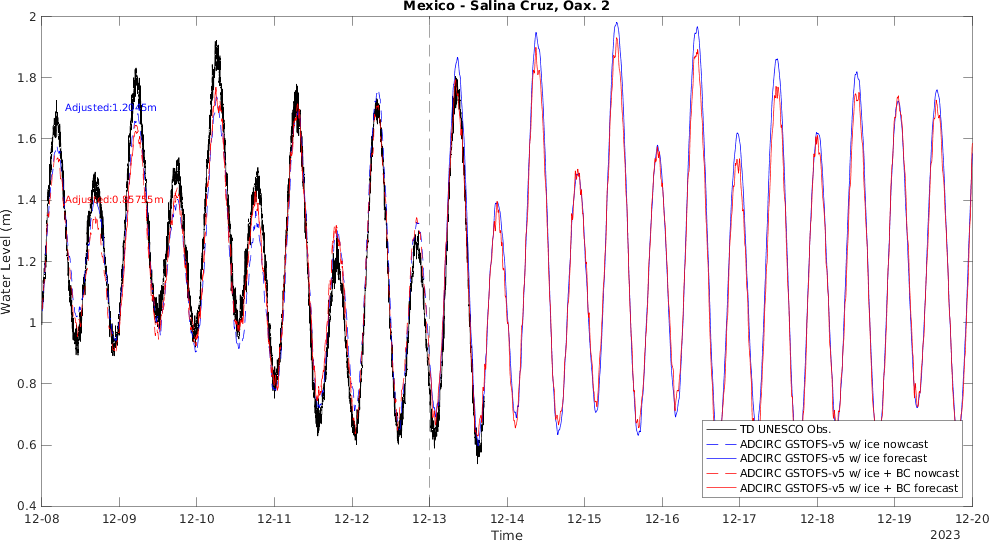 Mexico - Salina Cruz, Oax. 2
Water Level (m)
2
1.8
1.6
1.4
1.2
1
0.8
0.6
0.4
Adjusted:1.2045m
Adjusted:0.85755m
TD UNESCO Obs.
ADCIRC GSTOFS-v5 w/ ice nowcast
ADCIRC GSTOFS-v5 w/ ice forecast
ADCIRC GSTOFS-v5 w/ ice + BC nowcast
ADCIRC GSTOFS-v5 w/ ice + BC forecast
12-08 12-09 12-10 12-11 12-12 12-13 12-14 12-15 12-16 12-17 12-18 12-19 12-20
Time
2023